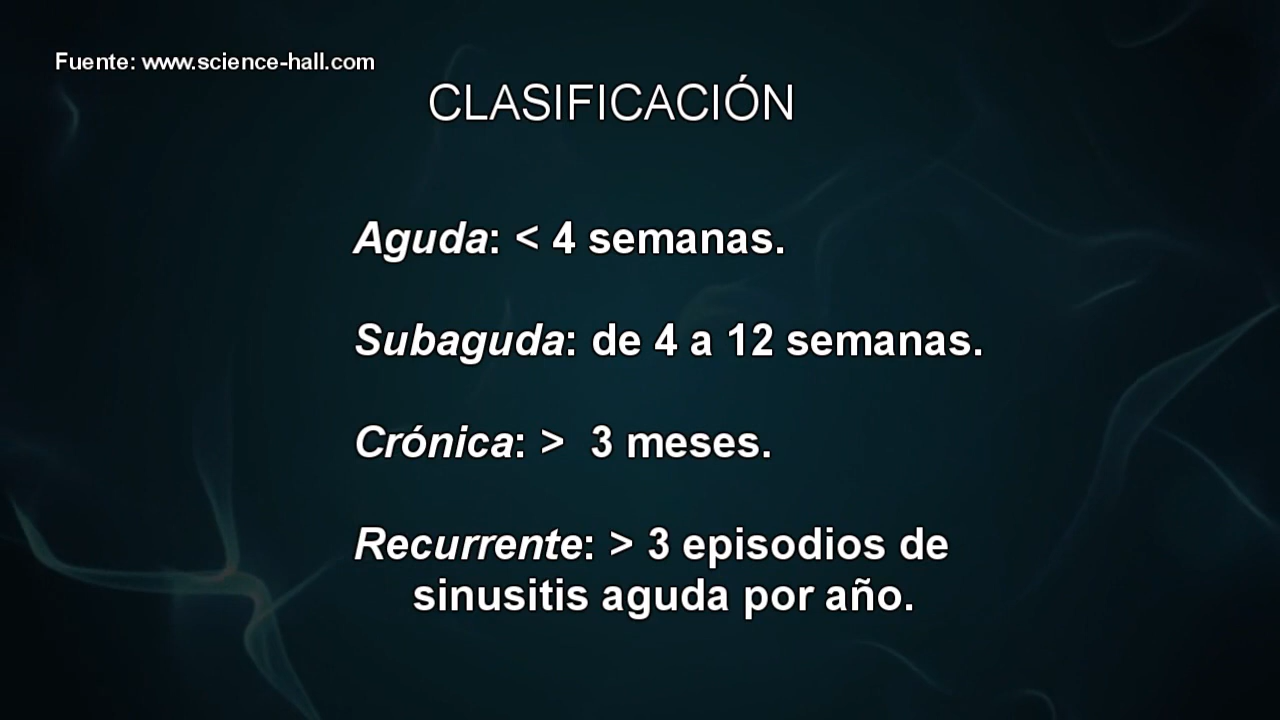 Fuente: www.science-hall.com
CLASIFICACIÓN
Aguda: < 4 semanas.
Subaguda: de 4 a 12 semanas.
Crónica: >  3 meses.
Recurrente: > 3 episodios de
sinusitis aguda por año.